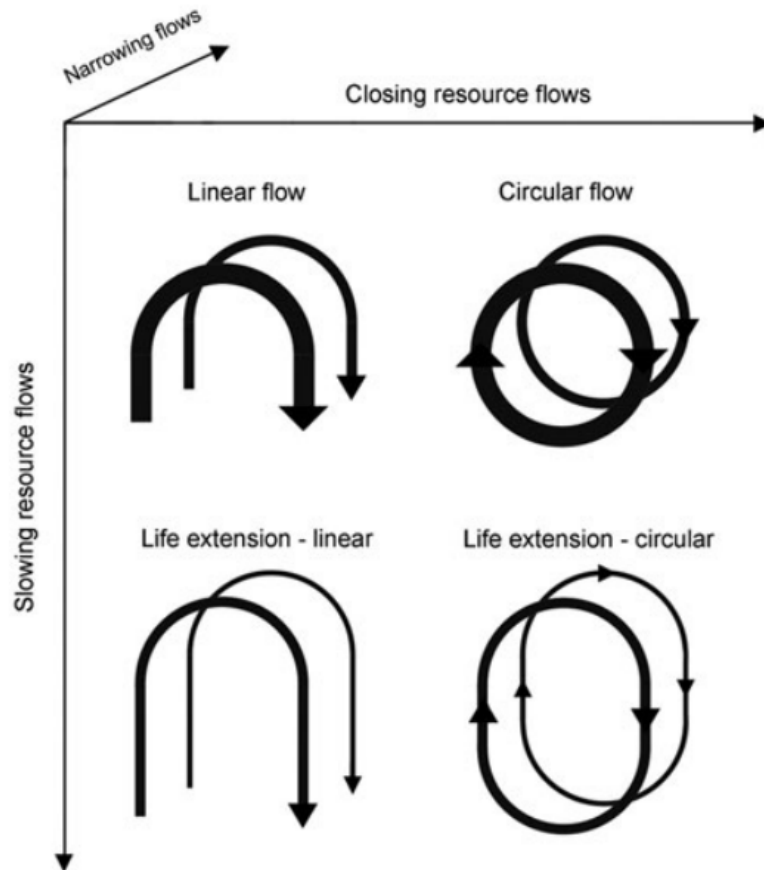 Narrowing flows
Closing resource flows
Linear flow
Circular flow
Slowing resource flows
Life extension - linear
Life extension - circular